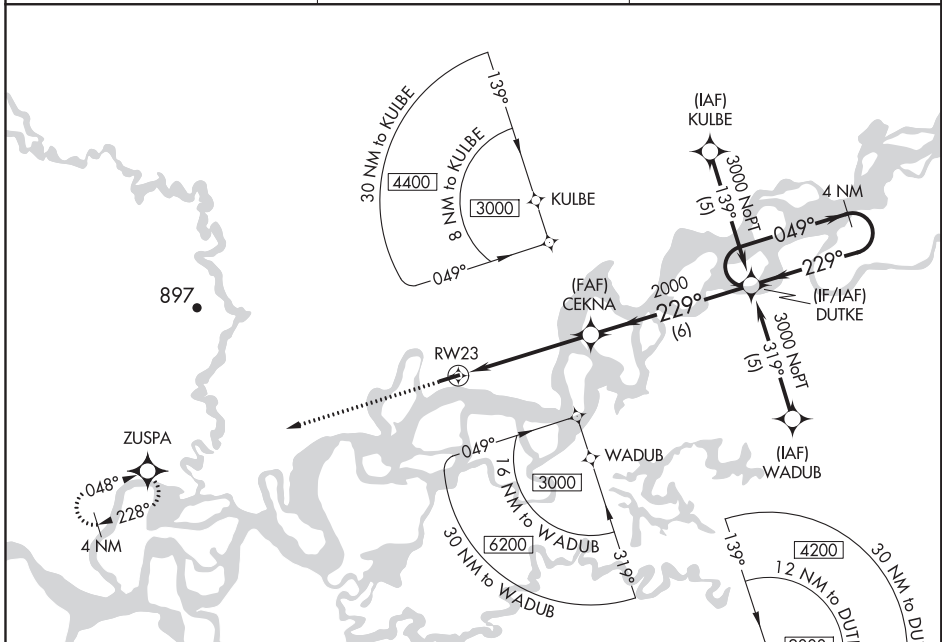 139°
30 NM to KULBE
8 NM to KULBE
4400
3000
KULBE
049°
(IAF)
KULBE
3000 NoPT
139°
(5)
4 NM
049°
229°
(IF/IAF)
DUTKE
897
(FAF)
CEKNA
2000
229°
(6)
3000 NoPT
319°
(5)
RW23
(IAF)
WADUB
ZUSPA
048°
228°
4 NM
049°
WADUB
3000
16 NM to WADUB
6200
30 NM to WADUB
319°
139°
4200
30 NM to DU
12 NM to DUT